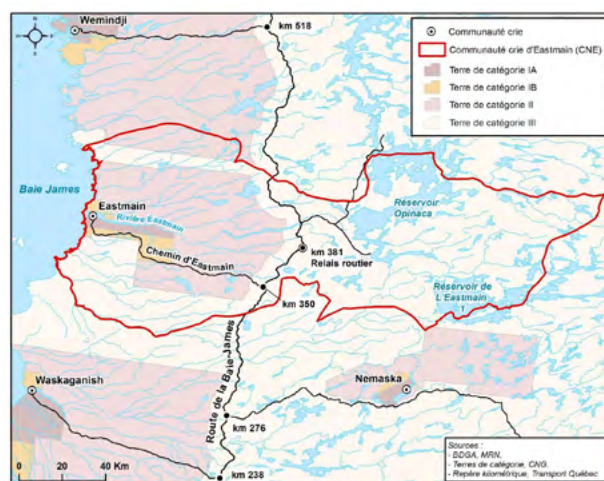 Wemindji
km 518
Communauté crie
Communauté crie d'Eastmain (CNE)
Terre de catégorie IA
Terre de catégorie IB
Terre de catégorie II
Terre de catégorie III
Baie James
Eastmain
Rivière Eastmain
Chemin d'Eastmain
Réservoir
Opinaca
km 381
Relais routier
km 350
Réservoir de
L'Eastmain
1
Route de la Baie-James
Waskaganish
Nemaska
km 276
km 238
0 20 40 Km
Sources :
- BDGA, MRN.
- Terres de catégorie, CNG.
- Repère kilométrique, Transport Québec